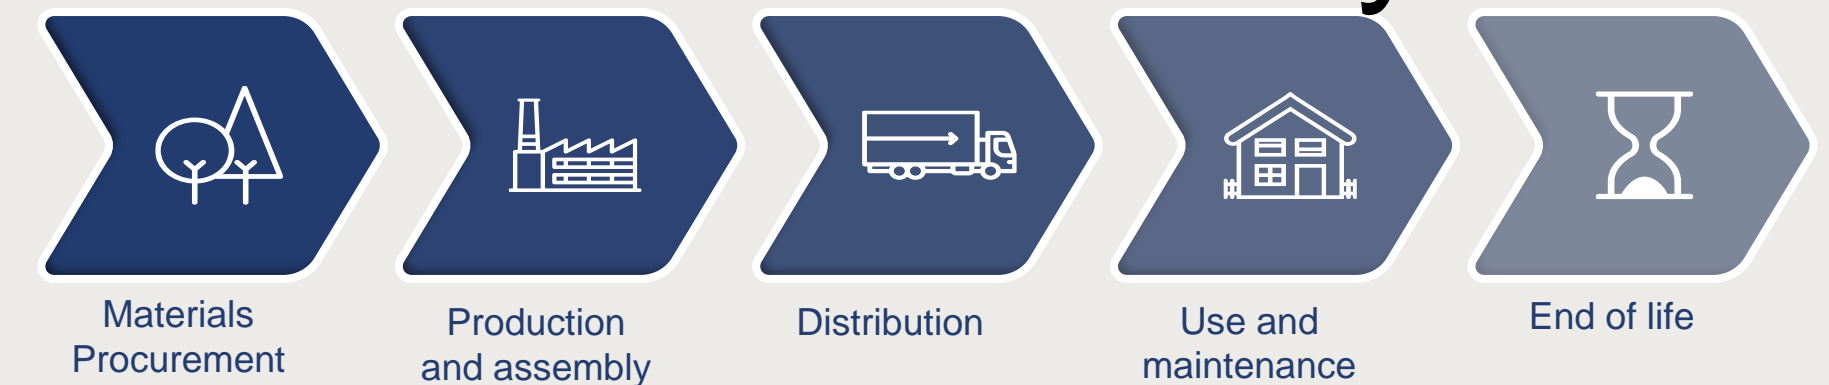 Materials
Procurement
Production
and assembly
Distribution
Use and
maintenance
End of life